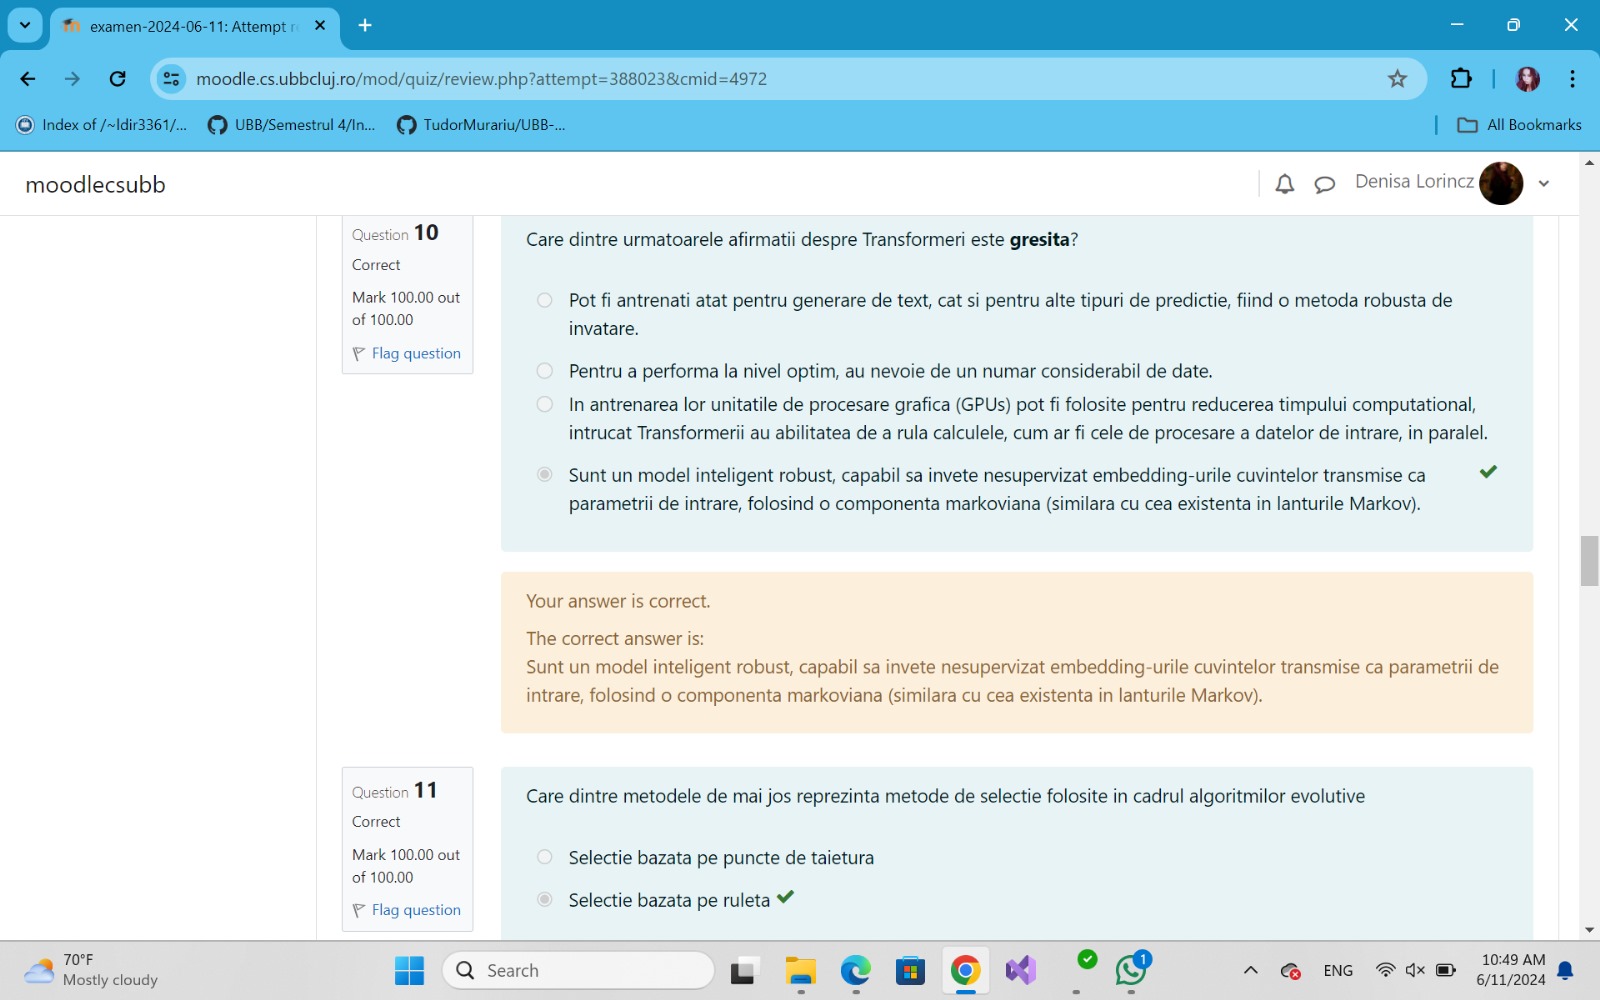 examen-2024-06-11: Attempt r
moodle.cs.ubbcluj.ro/mod/quiz/review.php?attempt=388023&cmid=4972
Index of /~ldir3361/...
UBB/Semestrul 4/In...
TudorMurariu/UBB-...
All Bookmarks
moodlecsubb
Denisa Lorincz
Question 10
Correct
Mark 100.00 out
of 100.00
Flag question
Care dintre urmatoarele afirmatii despre Transformeri este gresita?
Pot fi antrenati atat pentru generare de text, cat si pentru alte tipuri de predictie, fiind o metoda robusta de
invatare.
Pentru a performa la nivel optim, au nevoie de un numar considerabil de date.
In antrenarea lor unitatile de procesare grafica (GPUs) pot fi folosite pentru reducerea timpului computational,
intrucat Transformerii au abilitatea de a rula calculele, cum ar fi cele de procesare a datelor de intrare, in paralel.
Sunt un model inteligent robust, capabil sa invete nesupervizat embedding-urile cuvintelor transmise ca
parametrii de intrare, folosind o componenta markoviana (similara cu cea existenta in lanturile Markov).
Your answer is correct.
The correct answer is:
Sunt un model inteligent robust, capabil sa invete nesupervizat embedding-urile cuvintelor transmise ca parametrii de
intrare, folosind o componenta markoviana (similara cu cea existenta in lanturile Markov).
Question 11
Correct
Mark 100.00 out
of 100.00
Flag question
Care dintre metodele de mai jos reprezinta metode de selectie folosite in cadrul algoritmilor evolutive
Selectie bazata pe puncte de taietura
Selectie bazata pe ruleta
70°F
Mostly cloudy
Search
1
ENG
10:49 AM
6/11/2024